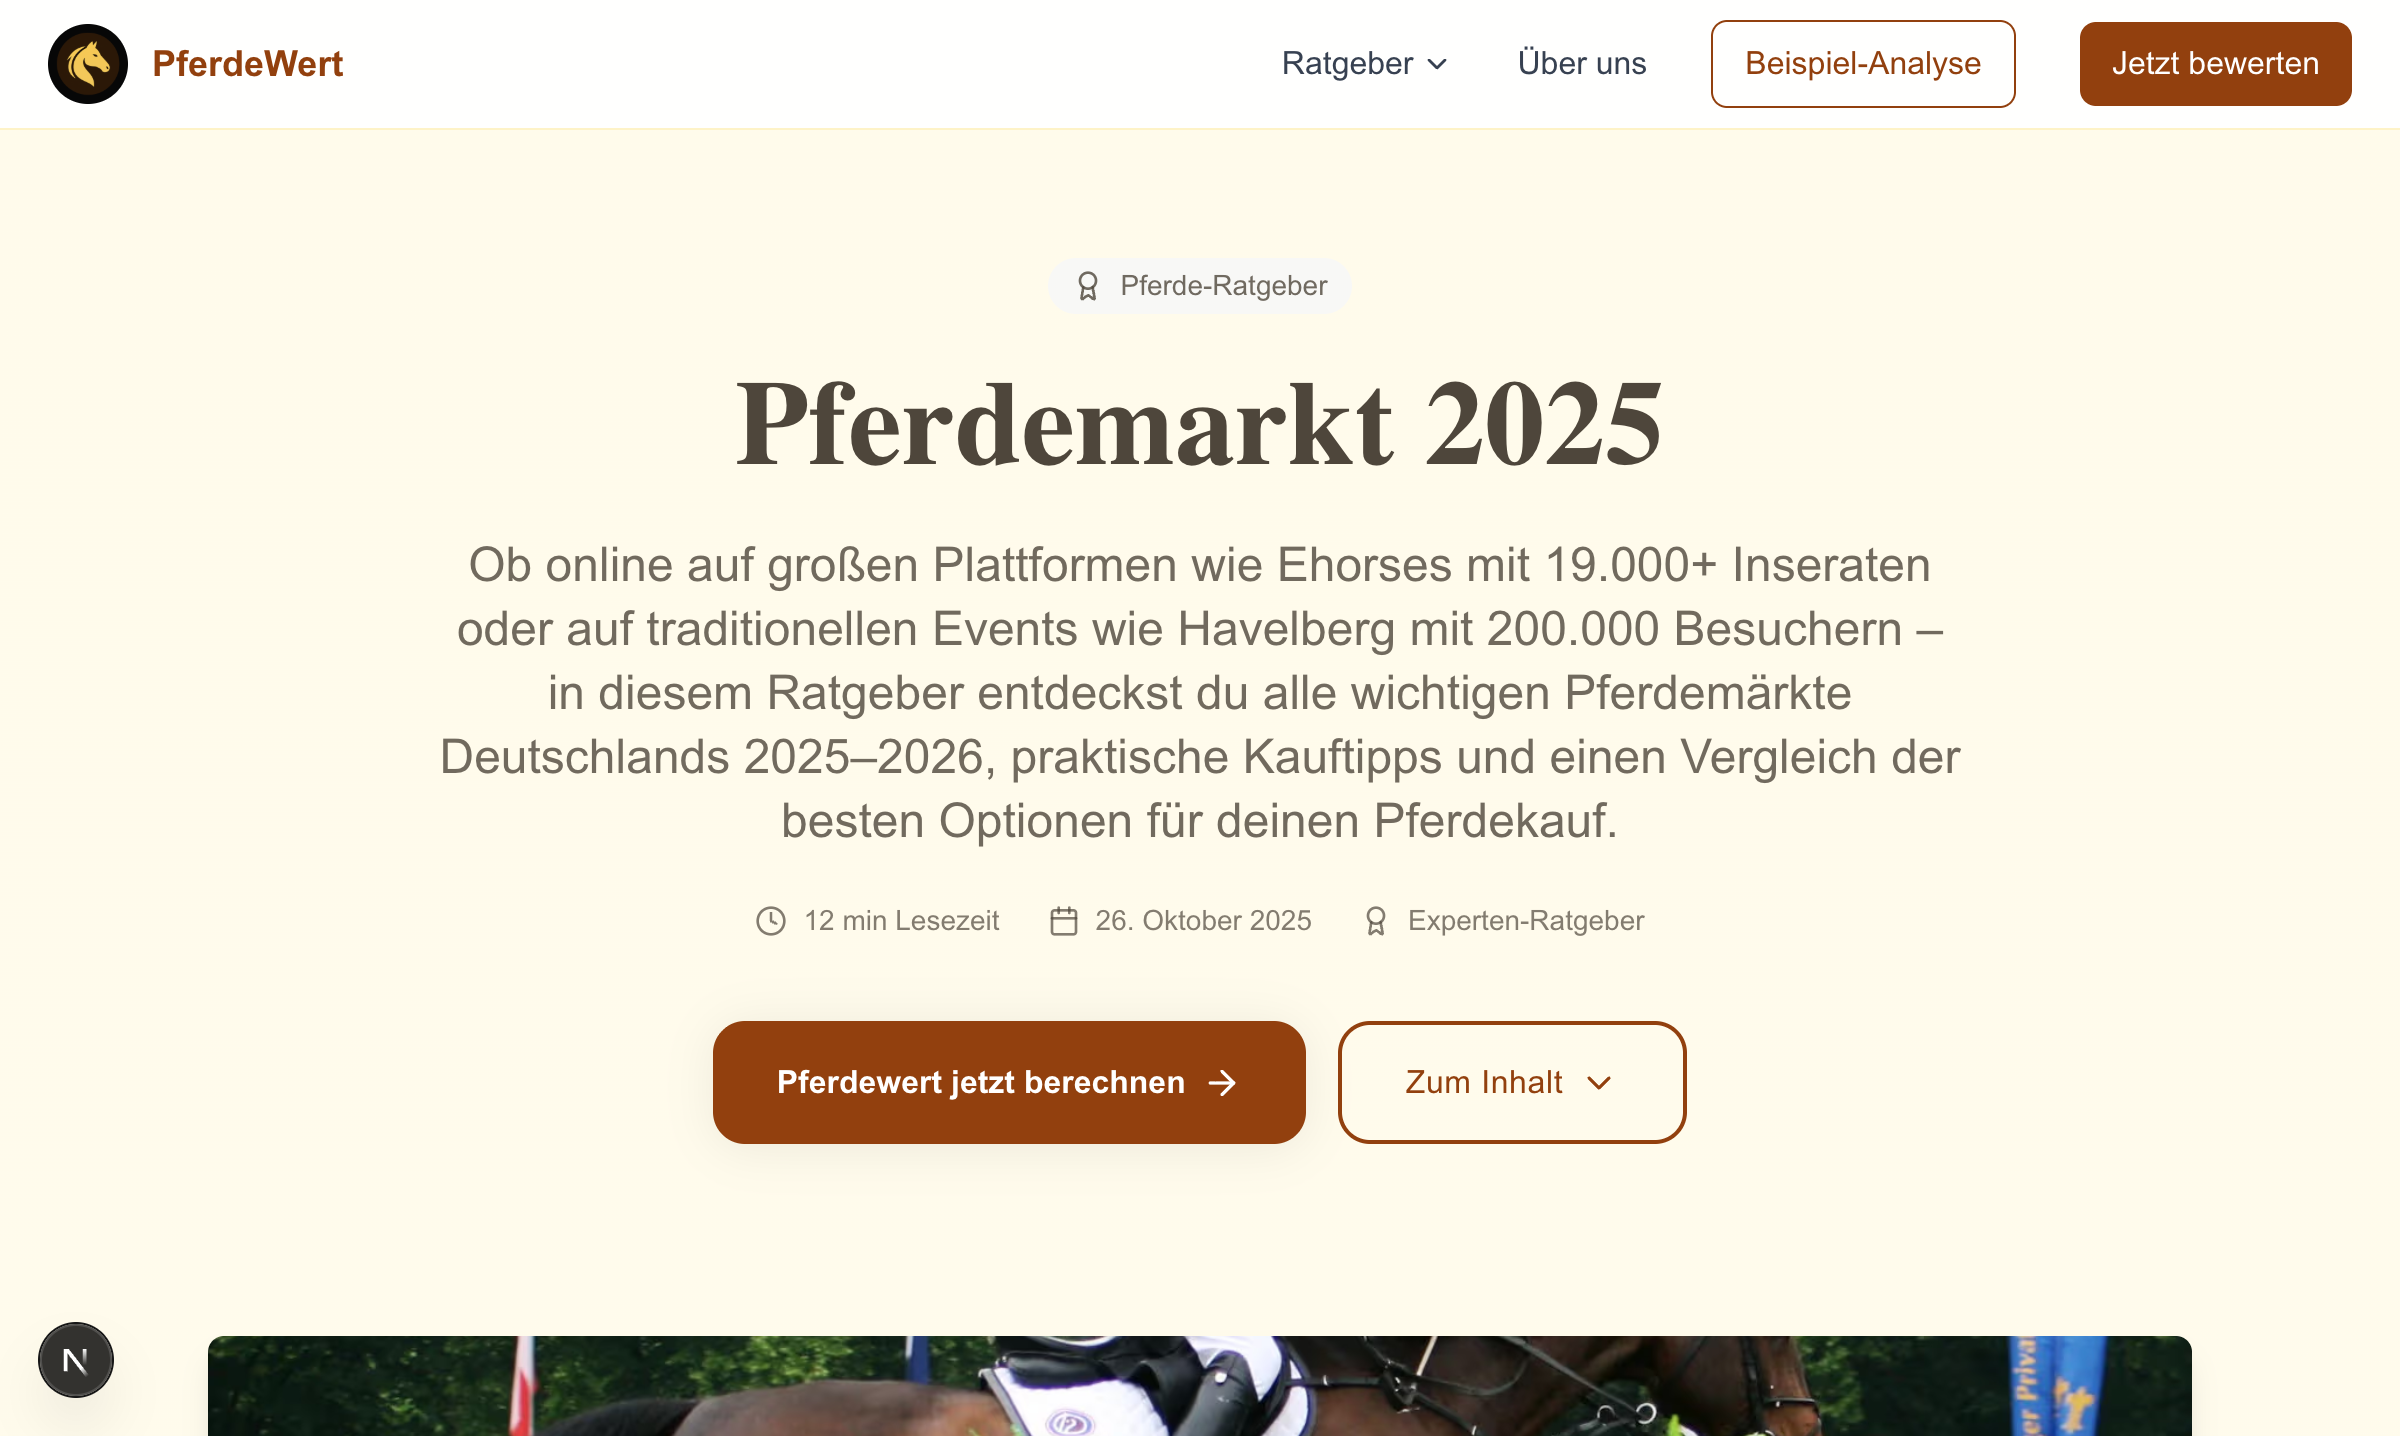 PferdeWert
Ratgeber
Über uns
Beispiel-Analyse
Jetzt bewerten
Pferde-Ratgeber
Pferdemarkt 2025
Ob online auf großen Plattformen wie Ehorses mit 19.000+ Inseraten
oder auf traditionellen Events wie Havelberg mit 200.000 Besuchern –
in diesem Ratgeber entdeckst du alle wichtigen Pferdemärkte
Deutschlands 2025–2026, praktische Kauftipps und einen Vergleich der
besten Optionen für deinen Pferdekauf.
12 min Lesezeit
26. Oktober 2025
Experten-Ratgeber
Pferdewert jetzt berechnen
Zum Inhalt
N
er Priva